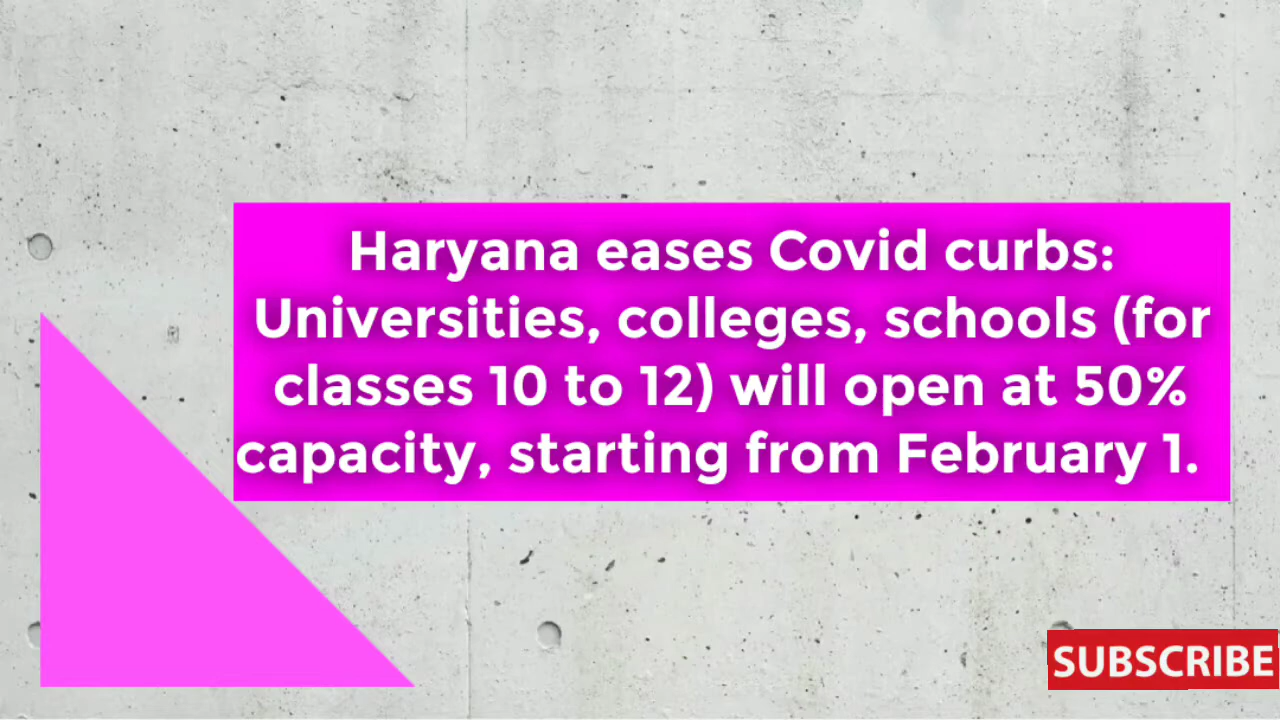 Haryana eases Covid curbs:
Universities, colleges, schools (for
classes 10 to 12) will open at 50%
capacity, starting from February 1.
SUBSCRIBE